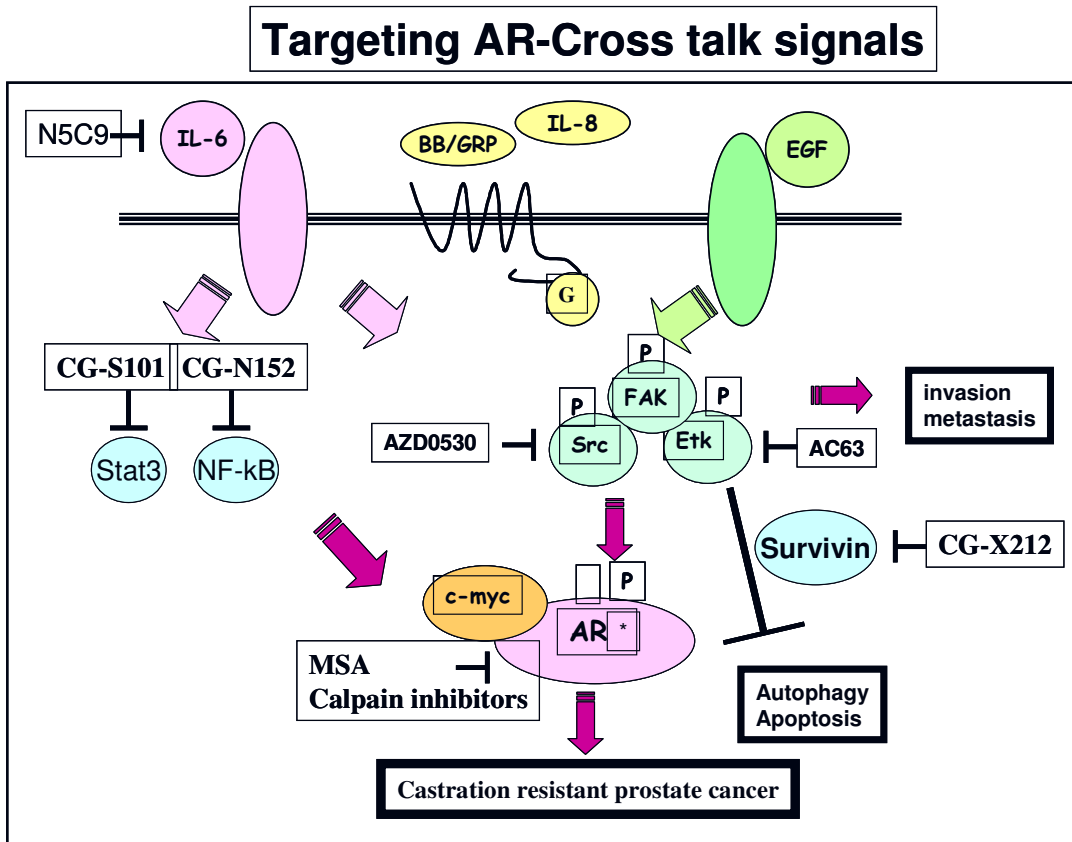 Targeting AR-Cross talk signals
N5C9
IL-6
BB/GRP
IL-8
EGF
G
CG-S101
CG-N152
Stat3
NF-kB
P
FAK
P
Src
P
Etk
AZD0530
AC63
invasion
metastasis
Survivin
CG-X212
c-myc
P
AR
*
MSA
Calpain inhibitors
Autophagy
Apoptosis
Castration resistant prostate cancer